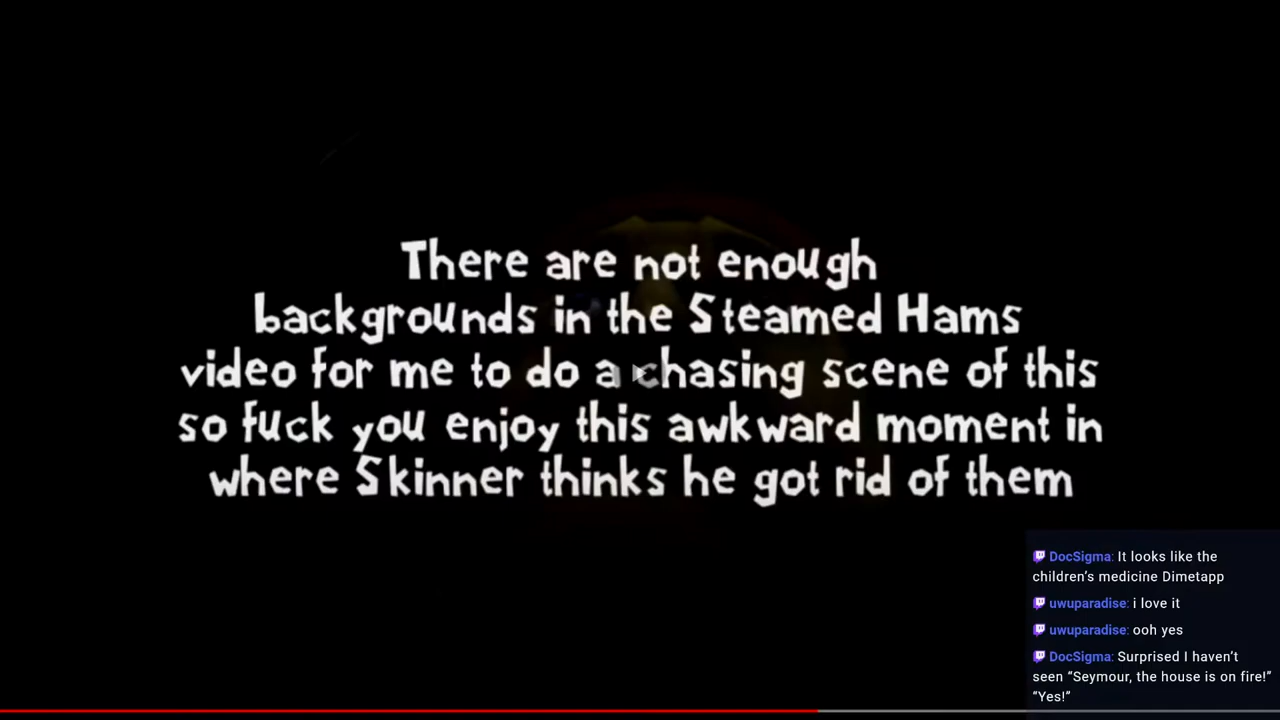 There are not enough
backgrounds in the Steamed Hams
video for me to do a chasing scene of this
so fuck you enjoy this awkward moment in
where Skinner thinks he got rid of them
DocSigma: It looks like the
children’s medicine Dimetapp
uwuparadise: i love it
uwuparadise: ooh yes
DocSigma: Surprised I haven’t
seen “Seymour, the house is on fire!”
“Yes!”